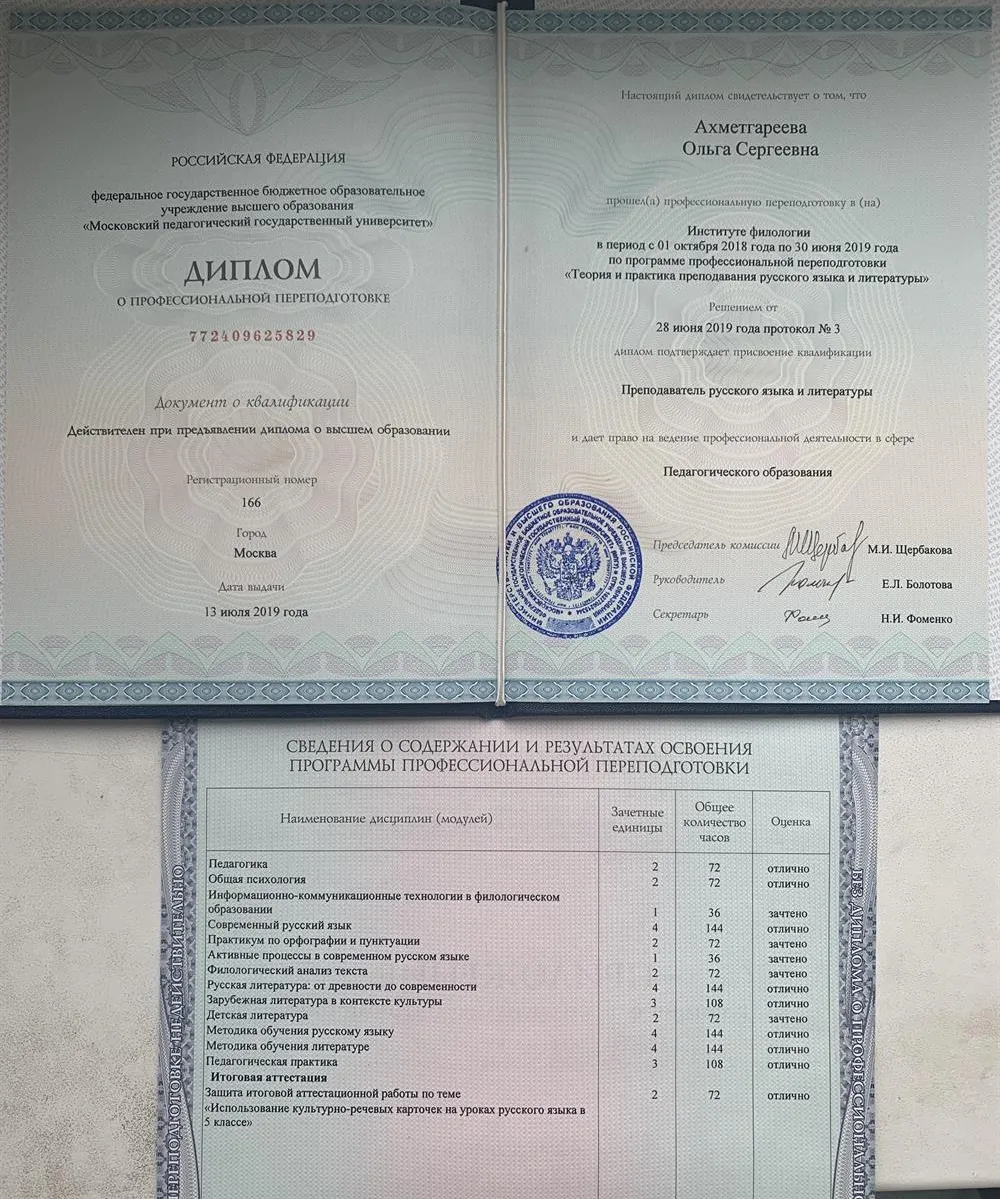 РОССИЙСКАЯ ФЕДЕРАЦИЯ
федеральное государственное бюджетное образовательное
учреждение высшего образования
«Московский педагогический государственный университет»
ДИПЛОМ
О ПРОФЕССИОНАЛЬНОЙ ПЕРЕПОДГОТОВКЕ
772409625829
Документ о квалификации
Действителен при предъявлении диплома о высшем образовании
Регистрационный номер
166
Город
Москва
Дата выдачи
13 июля 2019 года
Настоящий диплом свидетельствует о том, что
Ахметгареева
Ольга Сергеевна
прошел(а) профессиональную переподготовку в (на)
Институте филологии
в период с 01 октября 2018 года по 30 июня 2019 года
по программе профессиональной переподготовки
«Теория и практика преподавания русского языка и литературы»
Решением от
28 июня 2019 года протокол № 3
диплом подтверждает присвоение квалификации
Преподаватель русского языка и литературы
и дает право на ведение профессиональной деятельности в сфере
Педагогического образования
Председатель комиссии М.И. Щербакова
Руководитель Е.Л. Болотова
Секретарь Н.И. Фоменко
СВЕДЕНИЯ О СОДЕРЖАНИИ И РЕЗУЛЬТАТАХ ОСВОЕНИЯ
ПРОГРАММЫ ПРОФЕССИОНАЛЬНОЙ ПЕРЕПОДГОТОВКИ
Наименование дисциплин (модулей) Зачетные единицы Общее количество часов Оценка
Педагогика 2 72 отлично
Общая психология 2 72 отлично
Информационно-коммуникационные технологии в филологическом
образовании 1 36 зачтено
Современный русский язык 4 144 отлично
Практикум по орфографии и пунктуации 2 72 зачтено
Активные процессы в современном русском языке 1 36 зачтено
Филологический анализ текста 2 72 зачтено
Русская литература: от древности до современности 4 144 отлично
Зарубежная литература в контексте культуры 3 108 отлично
Детская литература 2 72 зачтено
Методика обучения русскому языку 4 144 отлично
Методика обучения литературе 4 144 отлично
Педагогическая практика 3 108 отлично
Итоговая аттестация
Защита итоговой аттестационной работы по теме 2 72 отлично
«Использование культурно-речевых карточек на уроках русского языка в
5 классе»
ПЕРЕПОДГОТОВКЕ НЕДЕЙСТВИТЕЛЬНО
БЕЗ ДИПЛОМА О ПРОФЕССИОНАЛЬНОЙ